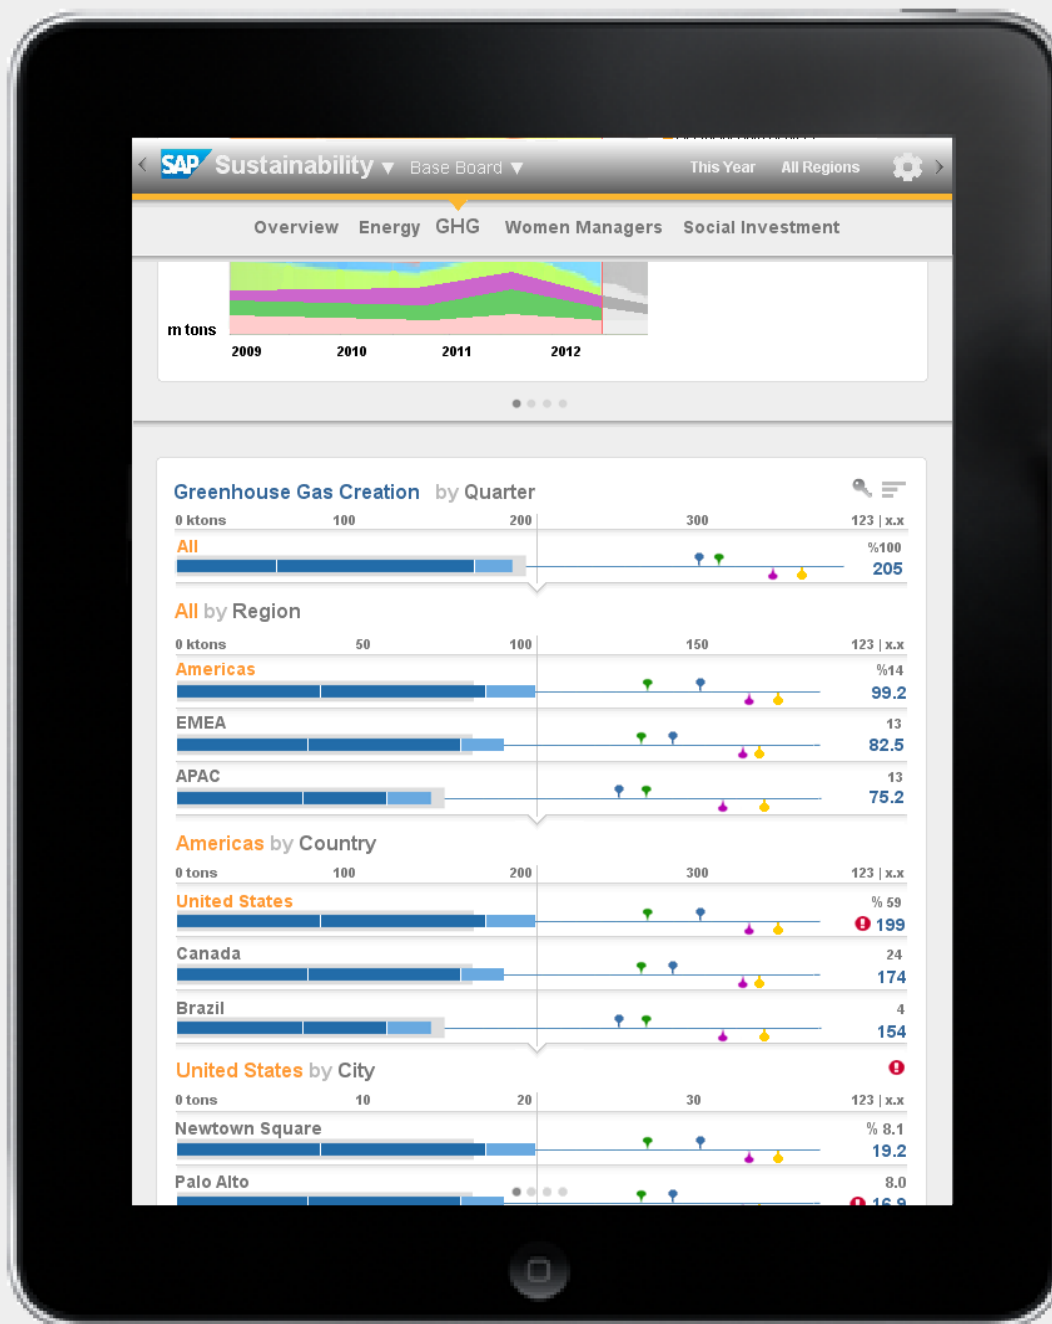 SAP Sustainability ▼ Base Board ▼ This Year All Regions
Overview Energy GHG Women Managers Social Investment
m tons
2009 2010 2011 2012
Greenhouse Gas Creation by Quarter
0 ktons 100 200 300 123 | x.x
All %100
205
All by Region
0 ktons 50 100 150 123 | x.x
Americas %14
99.2
EMEA 13
82.5
APAC 13
75.2
Americas by Country
0 tons 100 200 300 123 | x.x
United States % 59
199
Canada 24
174
Brazil 4
154
United States by City
0 tons 10 20 30 123 | x.x
Newtown Square % 8.1
19.2
Palo Alto 8.0
16.9